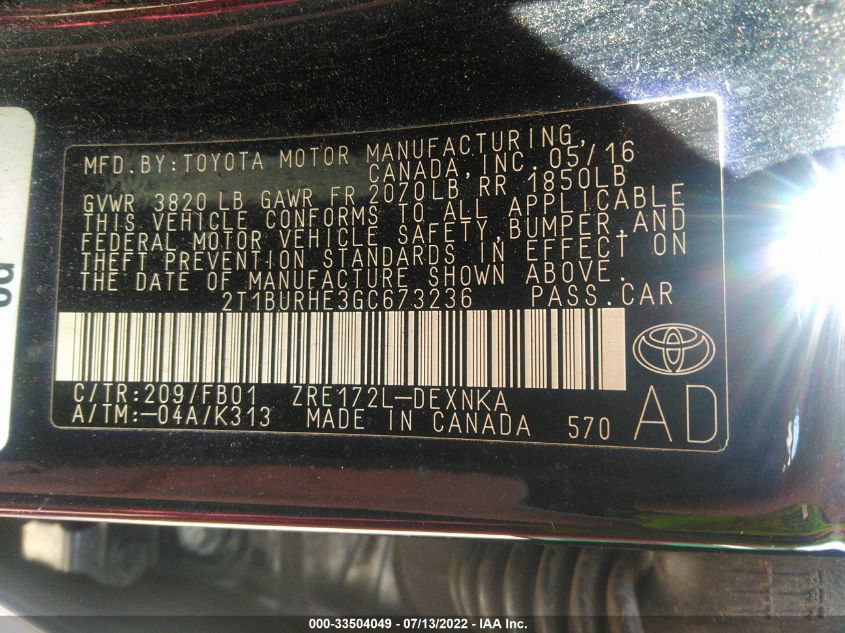 MFD.BY:TOYOTA MOTOR MANUFACTURING,
CANADA,INC.05/16
GVWR 3820 LB GAWR FR 2070LB RR 1850LB
THIS VEHICLE CONFORMS TO ALL APPLICABLE
FEDERAL MOTOR VEHICLE SAFETY,BUMPER,AND
THEFT PREVENTION STANDARDS IN EFFECT ON
THE DATE OF MANUFACTURE SHOWN ABOVE.
2T1BURHE3GC673236 PASS.CAR
C/TR:209/FB01 ZRE172L-DEXNKA
A/TM:-04A/K313 MADE IN CANADA 570
AD
000-33504049 - 07/13/2022 - IAA Inc.